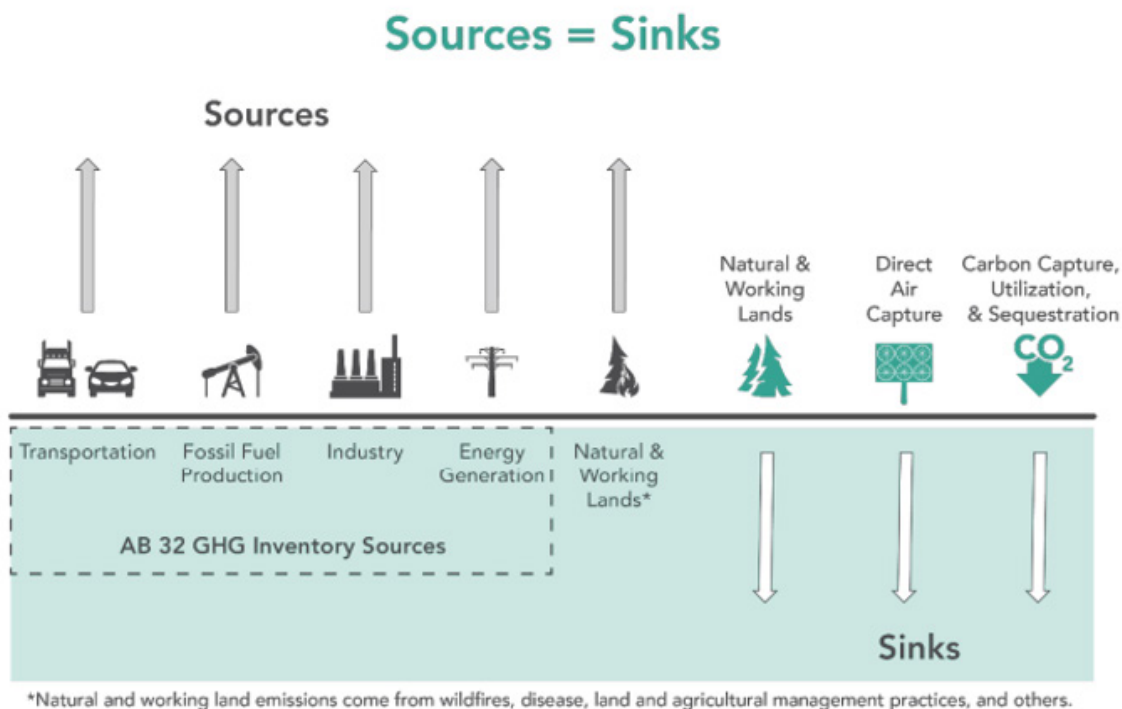 Sources = Sinks
Sources
Natural &
Working
Lands
Direct
Air
Capture
Carbon Capture,
Utilization,
& Sequestration
CO2
Transportation
Fossil Fuel
Production
Industry
Energy
Generation
Natural &
Working
Lands*
AB 32 GHG Inventory Sources
Sinks
*Natural and working land emissions come from wildfires, disease, land and agricultural management practices, and others.